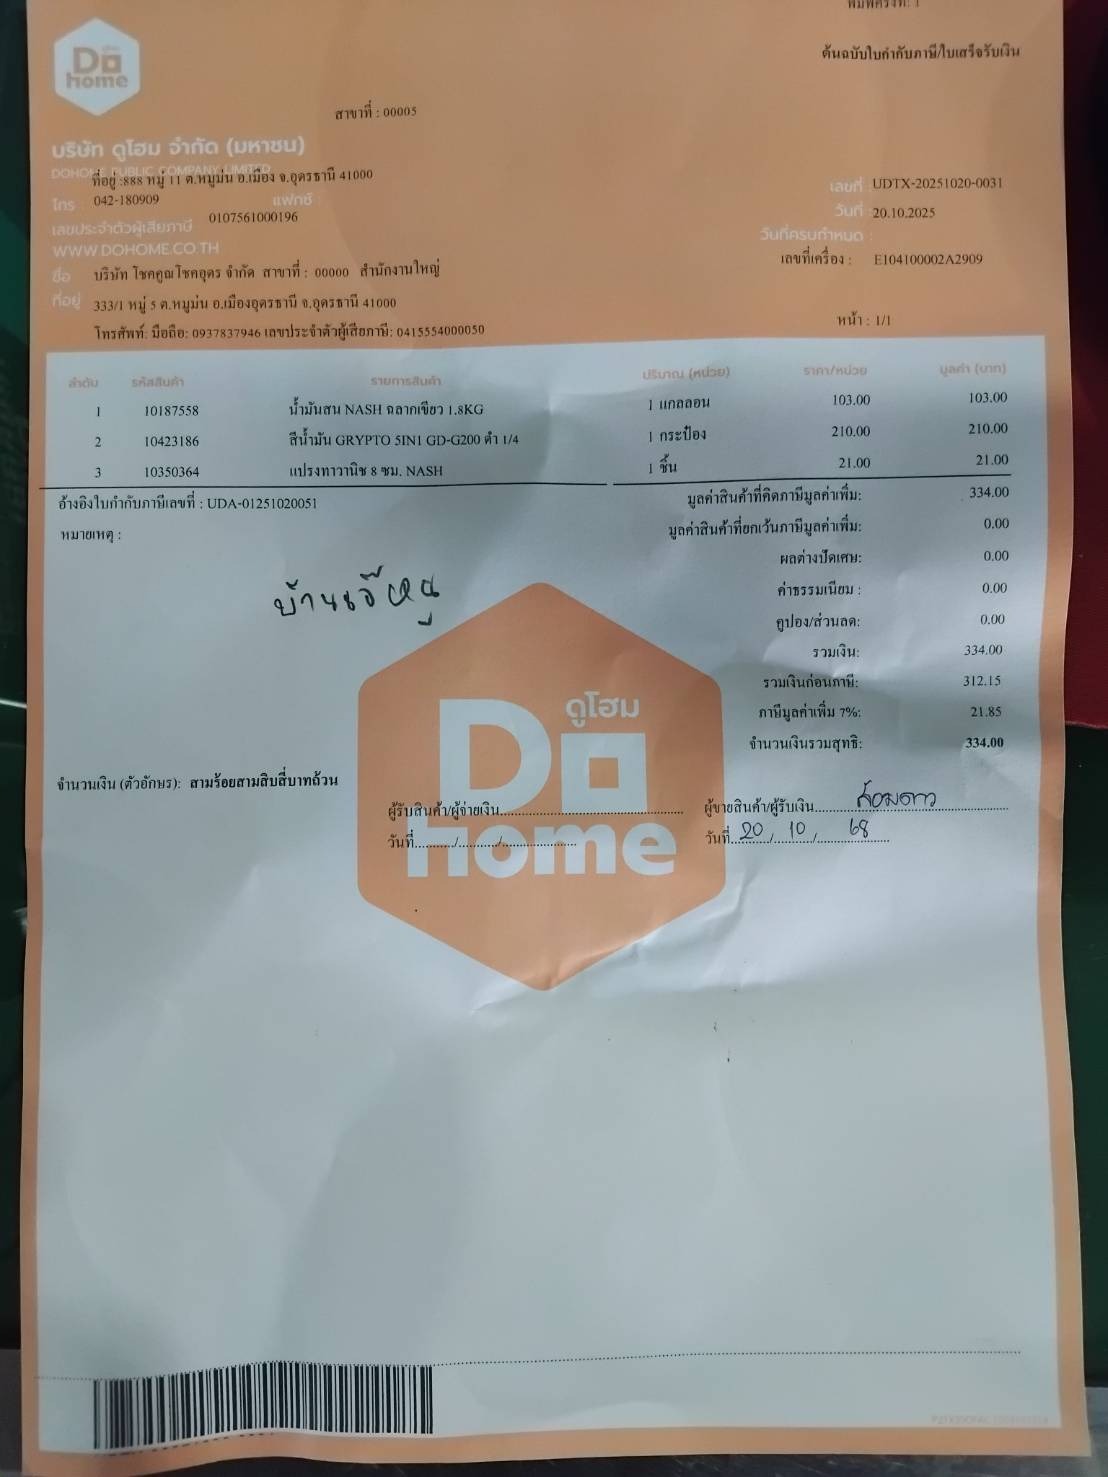 ดูโฮม
Do
home
พิมพ์ครั้งที่: 1
ต้นฉบับใบกำกับภาษี/ใบเสร็จรับเงิน
สาขาที่ : 00005
บริษัท ดูโฮม จำกัด (มหาชน)
DOHOME PUBLIC COMPANY LIMITED
ที่อยู่ :888 หมู่ 11 ต.หมูม่น อ.เมือง จ.อุดรธานี 41000
โทร 042-180909 แฟกซ์ :
เลขประจำตัวผู้เสียภาษี 0107561000196
WWW.DOHOME.CO.TH
เลขที่ UDTX-20251020-0031
วันที่ 20.10.2025
วันที่ครบกำหนด :
เลขที่เครื่อง : E104100002A2909
ชื่อ บริษัท โชคคูณโชคอุดร จำกัด สาขาที่ : 00000 สำนักงานใหญ่
ที่อยู่ 333/1 หมู่ 5 ต.หมูม่น อ.เมืองอุดรธานี จ.อุดรธานี 41000
โทรศัพท์: มือถือ: 0937837946 เลขประจำตัวผู้เสียภาษี: 0415554000050
หน้า : 1/1
ลำดับ รหัสสินค้า รายการสินค้า ปริมาณ (หน่วย) ราคา/หน่วย มูลค่า (บาท)
1 10187558 น้ำมันสน NASH ฉลากเขียว 1.8KG 1 แกลลอน 103.00 103.00
2 10423186 สีน้ำมัน GRYPTO 5IN1 GD-G200 ดำ 1/4 1 กระป๋อง 210.00 210.00
3 10350364 แปรงทาวานิช 8 ซม. NASH 1 ชิ้น 21.00 21.00
อ้างอิงใบกำกับภาษีเลขที่ : UDA-01251020051
หมายเหตุ :
บ้านเจ๊หนู
มูลค่าสินค้าที่คิดภาษีมูลค่าเพิ่ม: 334.00
มูลค่าสินค้าที่ยกเว้นภาษีมูลค่าเพิ่ม: 0.00
ผลต่างปัดเศษ: 0.00
ค่าธรรมเนียม : 0.00
คูปอง/ส่วนลด: 0.00
รวมเงิน: 334.00
รวมเงินก่อนภาษี: 312.15
ภาษีมูลค่าเพิ่ม 7%: 21.85
จำนวนเงินรวมสุทธิ: 334.00
ดูโฮม
Do
home
จำนวนเงิน (ตัวอักษร): สามร้อยสามสิบสี่บาทถ้วน
ผู้รับสินค้า/ผู้จ่ายเงิน
วันที่ / /
ผู้ขายสินค้า/ผู้รับเงิน
วันที่ 20 / 10 / 68